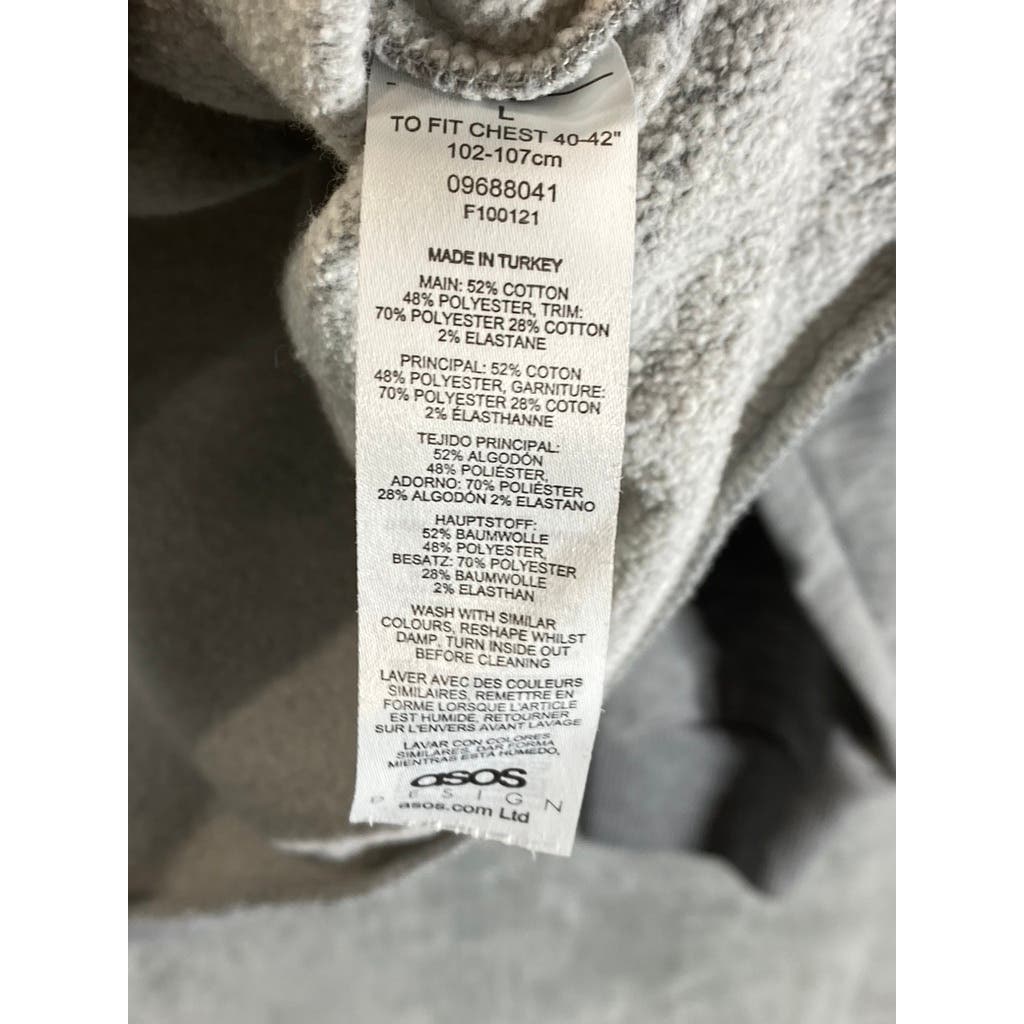 L
TO FIT CHEST 40-42"
102-107cm
09688041
F100121
MADE IN TURKEY
MAIN: 52% COTTON
48% POLYESTER, TRIM:
70% POLYESTER 28% COTTON
2% ELASTANE
PRINCIPAL: 52% COTON
48% POLYESTER, GARNITURE:
70% POLYESTER 28% COTON
2% ÉLASTHANNE
TEJIDO PRINCIPAL:
52% ALGODÓN
48% POLIÉSTER,
ADORNO: 70% POLIÉSTER
28% ALGODÓN 2% ELASTANO
HAUPTSTOFF:
52% BAUMWOLLE
48% POLYESTER,
BESATZ: 70% POLYESTER
28% BAUMWOLLE
2% ELASTHAN
WASH WITH SIMILAR
COLOURS, RESHAPE WHILST
DAMP, TURN INSIDE OUT
BEFORE CLEANING
LAVER AVEC DES COULEURS
SIMILAIRES, REMETTRE EN
FORME LORSQUE L'ARTICLE
EST HUMIDE, RETOURNER
SUR L'ENVERS AVANT LAVAGE
LAVAR CON COLORES
SIMILARES, DAR FORMA
MIENTRAS ESTÁ HÚMEDO,
asos
DESIGN
asos.com Ltd